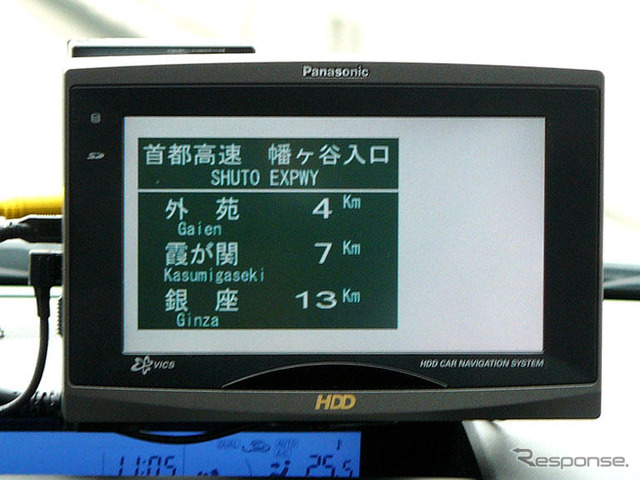 Panasonic
首都高速 幡ヶ谷入口
SHUTO EXPWY
外 苑 4 Km
Gaien
霞が関 7 Km
Kasumigaseki
銀 座 13 Km
Ginza
VICS
HDD CAR NAVIGATION SYSTEM
HDD
DUAL AUTO A/C
11:05 25.5
Response.